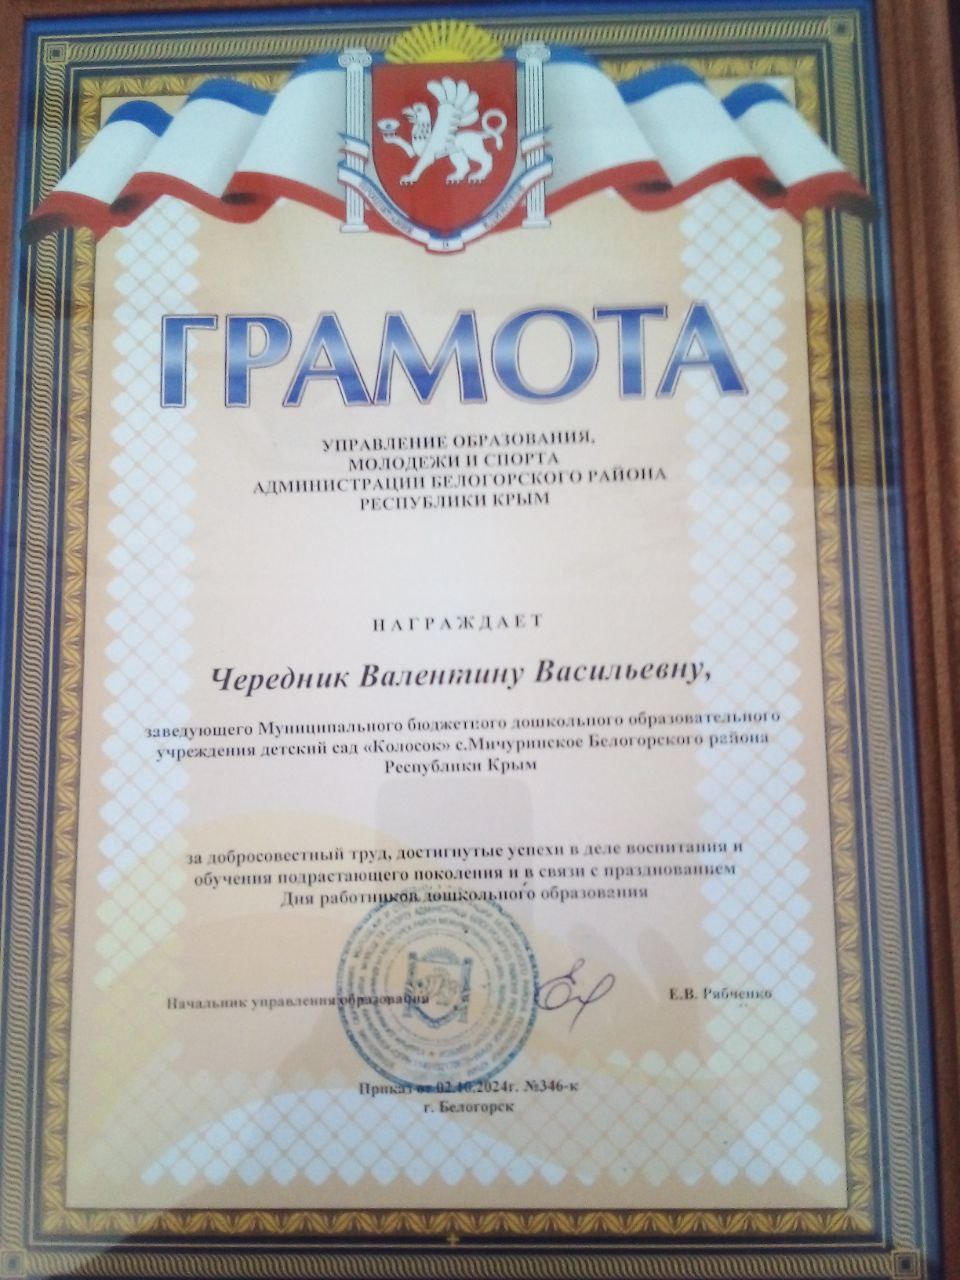 ГРАМОТА
УПРАВЛЕНИЕ ОБРАЗОВАНИЯ,
МОЛОДЕЖИ И СПОРТА
АДМИНИСТРАЦИИ БЕЛОГОРСКОГО РАЙОНА
РЕСПУБЛИКИ КРЫМ
НАГРАЖДАЕТ
Чередник Валентину Васильевну,
заведующего Муниципального бюджетного дошкольного образовательного
учреждения детский сад «Колосок» с.Мичуринское Белогорского района
Республики Крым
за добросовестный труд, достигнутые успехи в деле воспитания и
обучения подрастающего поколения и в связи с празднованием
Дня работников дошкольного образования
Начальник управления образования Е.В. Рябченко
Приказ от 02.10.2024г. №346-к
г. Белогорск